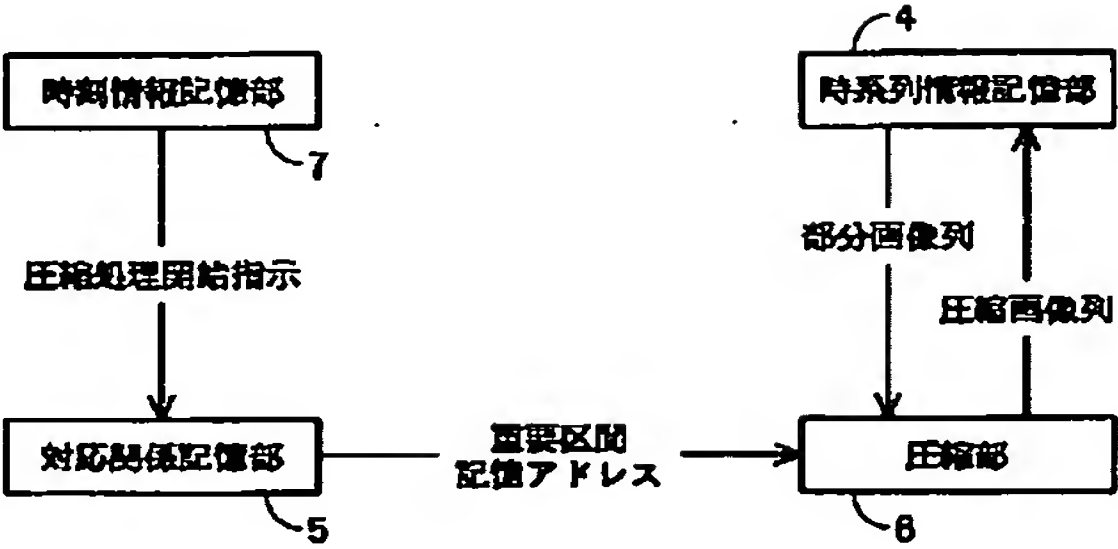 4
時刻情報記憶部
時系列情報記憶部
7
部分画像列
圧縮処理開始指示
圧縮画像列
対応関係記憶部
重要区間
記憶アドレス
圧縮部
5
6